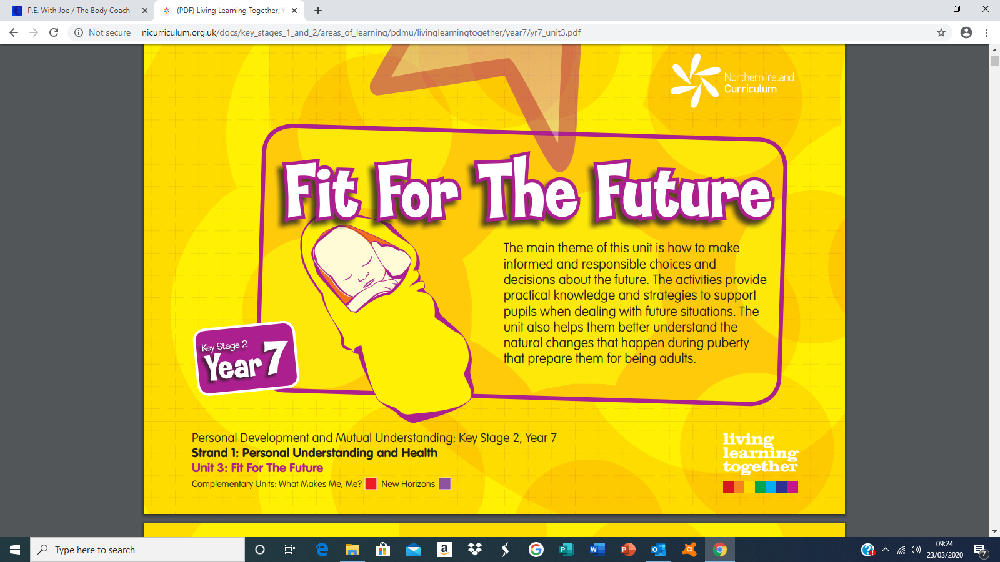 P.E. With Joe / The Body Coach
(PDF) Living Learning Together, Y
Not secure
nicurriculum.org.uk/docs/key_stages_1_and_2/areas_of_learning/pdmu/livinglearningtogether/year7/yr7_unit3.pdf
Northern Ireland
Curriculum
Fit For The Future
The main theme of this unit is how to make
informed and responsible choices and
decisions about the future. The activities provide
practical knowledge and strategies to support
pupils when dealing with future situations. The
unit also helps them better understand the
natural changes that happen during puberty
that prepare them for being adults.
Key Stage 2
Year 7
Personal Development and Mutual Understanding: Key Stage 2, Year 7
Strand 1: Personal Understanding and Health
Unit 3: Fit For The Future
Complementary Units: What Makes Me, Me? New Horizons
living
learning
together
Type here to search
09:24
23/03/2020
7